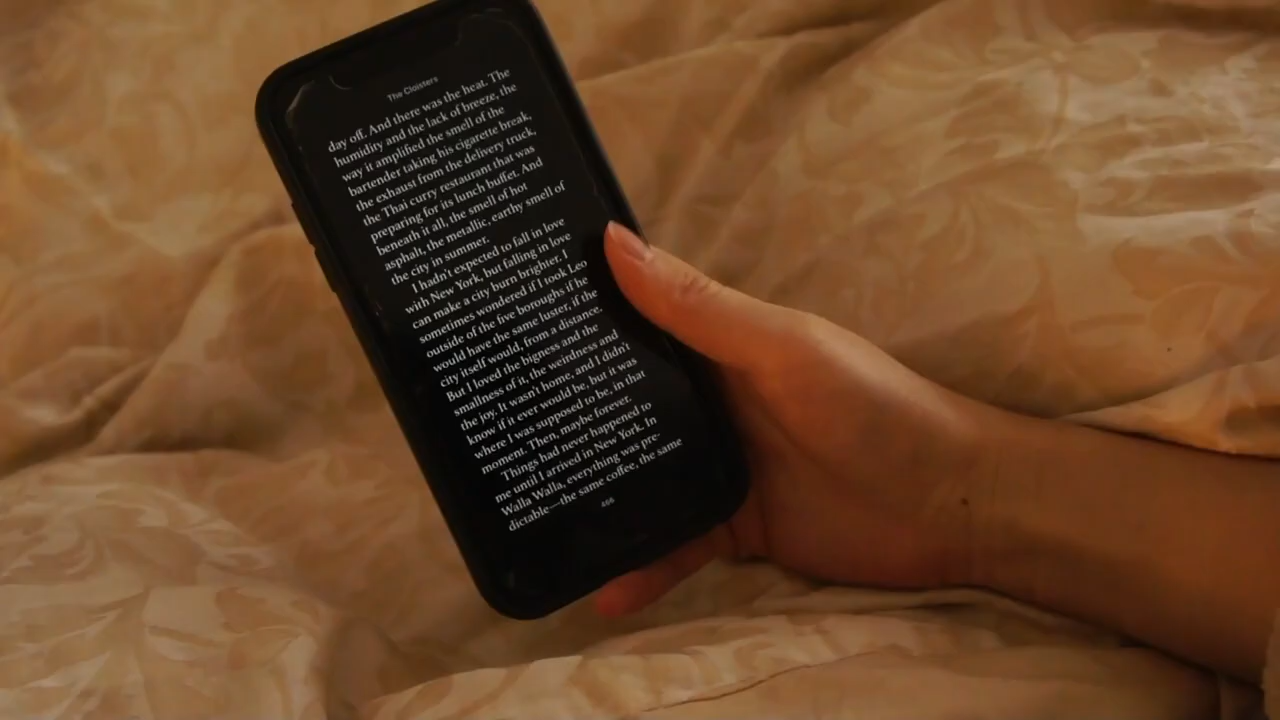 The Cloisters
day off. And there was the heat. The
humidity and the lack of breeze, the
way it amplified the smell of the
bartender taking his cigarette break,
the exhaust from the delivery truck,
the Thai curry restaurant that was
preparing for its lunch buffet. And
beneath it all, the smell of hot
asphalt, the metallic, earthy smell of
the city in summer.
I hadn't expected to fall in love
with New York, but falling in love
can make a city burn brighter. I
sometimes wondered if I took Leo
outside of the five boroughs if he
would have the same luster, if the
city itself would, from a distance.
But I loved the bigness and the
smallness of it, the weirdness and
the joy. It wasn't home, and I didn't
know if it ever would be, but it was
where I was supposed to be, in that
moment. Then, maybe forever.
Things had never happened to
me until I arrived in New York. In
Walla Walla, everything was pre-
dictable—the same coffee, the same
466